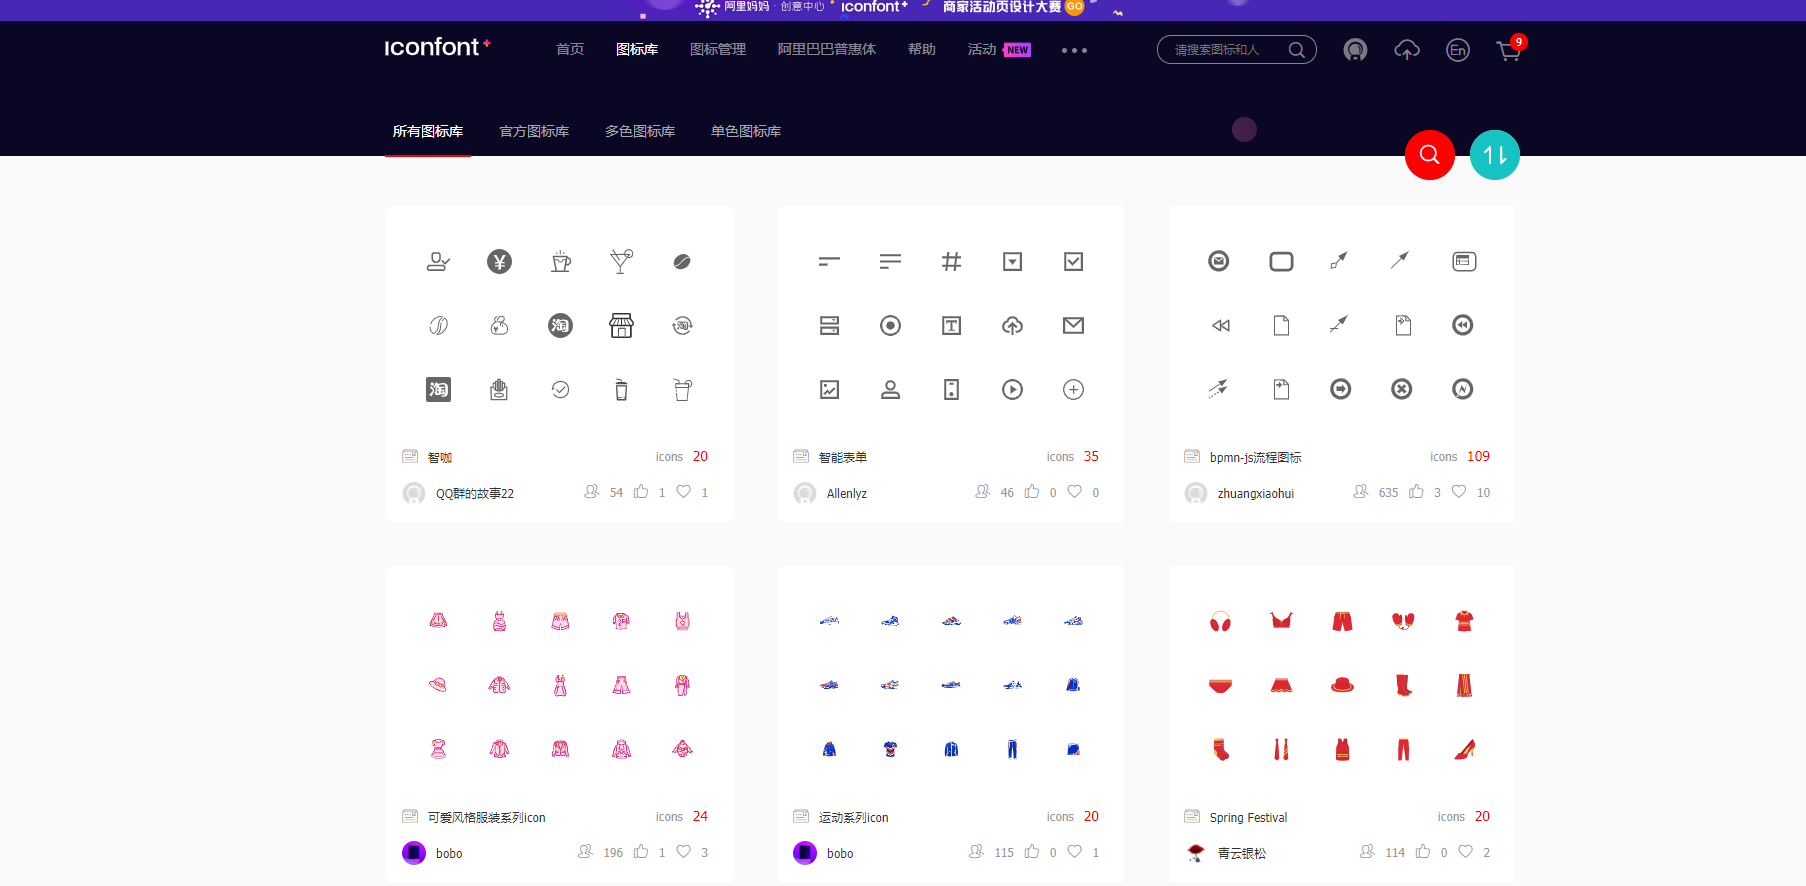 阿里妈妈 · 创意中心 iconfont+ 商家活动页设计大赛 GO
iconfont+ 首页 图标库 图标管理 阿里巴巴普惠体 帮助 活动 NEW 请搜索图标和人 En 9
所有图标库 官方图标库 多色图标库 单色图标库
智咖 icons 20
QQ群的故事22 54 1 1
智能表单 icons 35
Allenlyz 46 0 0
bpmn-js流程图标 icons 109
zhuangxiaohui 635 3 10
可爱风格服装系列icon icons 24
bobo 196 1 3
运动系列icon icons 20
bobo 115 0 1
Spring Festival icons 20
青云银松 114 0 2